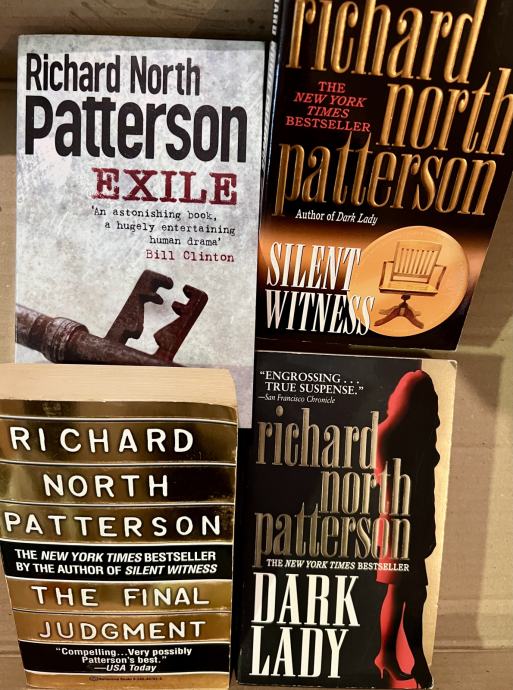 Richard North
Patterson
EXILE
'An astonishing book,
a hugely entertaining
human drama'
Bill Clinton
richard
north
patterson
THE
NEW YORK
TIMES
BESTSELLER
Author of Dark Lady
SILENT
WITNESS
RICHARD
NORTH
PATTERSON
THE NEW YORK TIMES BESTSELLER
BY THE AUTHOR OF SILENT WITNESS
THE FINAL
JUDGMENT
"Compelling...Very possibly
Patterson's best."
—USA Today
"ENGROSSING . . .
TRUE SUSPENSE."
—San Francisco Chronicle
richard
north
patterson
THE NEW YORK TIMES BESTSELLER
DARK
LADY